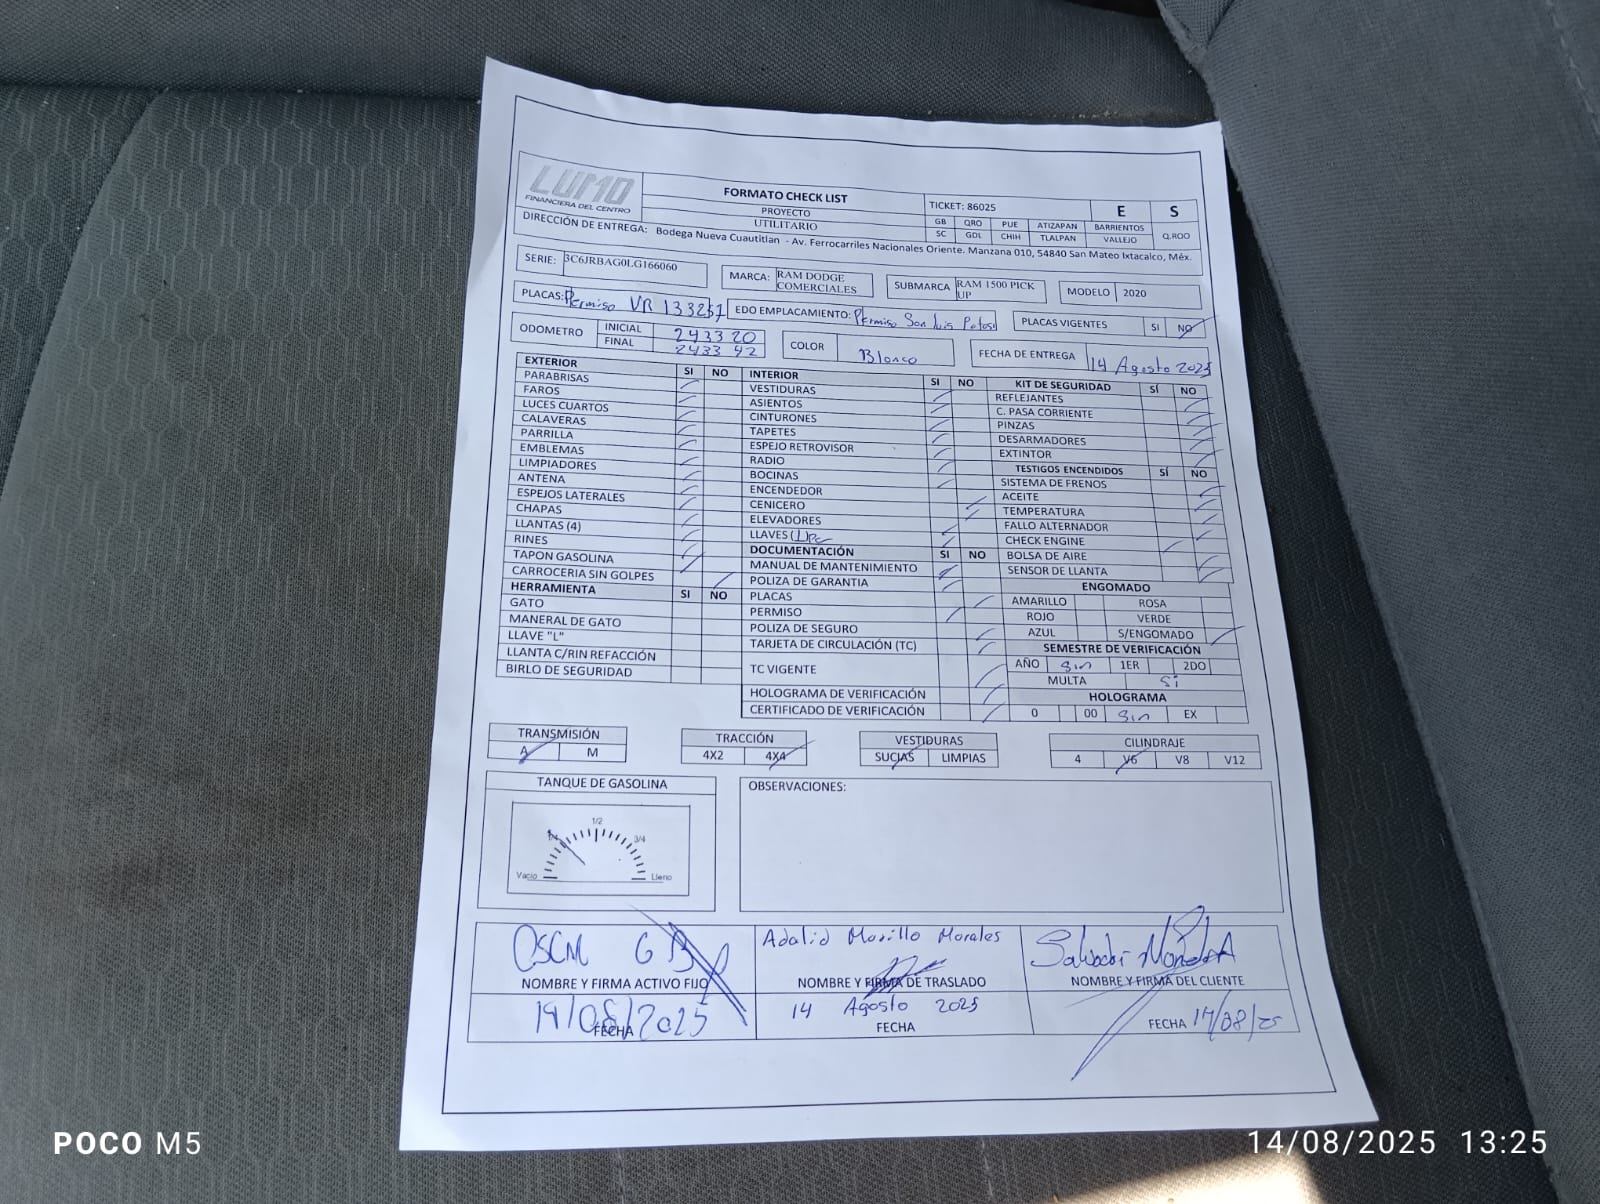 LUMO
FINANCIERA DEL CENTRO
FORMATO CHECK LIST
PROYECTO
UTILITARIO
TICKET: 86025
E S
GB QRO PUE ATIZAPAN BARRIENTOS
SC GDL CHIH TLALPAN VALLEJO Q.ROO
DIRECCIÓN DE ENTREGA: Bodega Nueva Cuautitlan - Av. Ferrocarriles Nacionales Oriente. Manzana 010, 54840 San Mateo Ixtacalco, Méx.
SERIE: 3C6JRBAG0LG166060
MARCA: RAM DODGE COMERCIALES
SUBMARCA RAM 1500 PICK UP
MODELO 2020
PLACAS: Permiso VR 133257
EDO EMPLACAMIENTO: Permiso San Luis Potosi
PLACAS VIGENTES SI NO
ODOMETRO INICIAL 243320
FINAL 243342
COLOR Blanco
FECHA DE ENTREGA 14 Agosto 2025
EXTERIOR SI NO
PARABRISAS
FAROS
LUCES CUARTOS
CALAVERAS
PARRILLA
EMBLEMAS
LIMPIADORES
ANTENA
ESPEJOS LATERALES
CHAPAS
LLANTAS (4)
RINES
TAPON GASOLINA
CARROCERIA SIN GOLPES
HERRAMIENTA SI NO
GATO
MANERAL DE GATO
LLAVE "L"
LLANTA C/RIN REFACCIÓN
BIRLO DE SEGURIDAD
INTERIOR SI NO
VESTIDURAS
ASIENTOS
CINTURONES
TAPETES
ESPEJO RETROVISOR
RADIO
BOCINAS
ENCENDEDOR
CENICERO
ELEVADORES
LLAVES (
DOCUMENTACIÓN SI NO
MANUAL DE MANTENIMIENTO
POLIZA DE GARANTIA
PLACAS
PERMISO
POLIZA DE SEGURO
TARJETA DE CIRCULACIÓN (TC)
TC VIGENTE
HOLOGRAMA DE VERIFICACIÓN
CERTIFICADO DE VERIFICACIÓN
KIT DE SEGURIDAD SÍ NO
REFLEJANTES
C. PASA CORRIENTE
PINZAS
DESARMADORES
EXTINTOR
TESTIGOS ENCENDIDOS SÍ NO
SISTEMA DE FRENOS
ACEITE
TEMPERATURA
FALLO ALTERNADOR
CHECK ENGINE
BOLSA DE AIRE
SENSOR DE LLANTA
ENGOMADO
AMARILLO ROSA
ROJO VERDE
AZUL S/ENGOMADO
SEMESTRE DE VERIFICACIÓN
AÑO Sin 1ER 2DO
MULTA Si
HOLOGRAMA
0 00 Sin EX
TRANSMISIÓN
A M
TRACCIÓN
4X2 4X4
VESTIDURAS
SUCIAS LIMPIAS
CILINDRAJE
4 V6 V8 V12
TANQUE DE GASOLINA
1/2
3/4
Vacio Lleno
OBSERVACIONES:
OSCM GB
NOMBRE Y FIRMA ACTIVO FIJO
14/08/2025
FECHA
Adalid Morillo Morales
NOMBRE Y FIRMA DE TRASLADO
14 Agosto 2025
FECHA
Salvador
NOMBRE Y FIRMA DEL CLIENTE
FECHA 14/08/25
POCO M5
14/08/2025 13:25